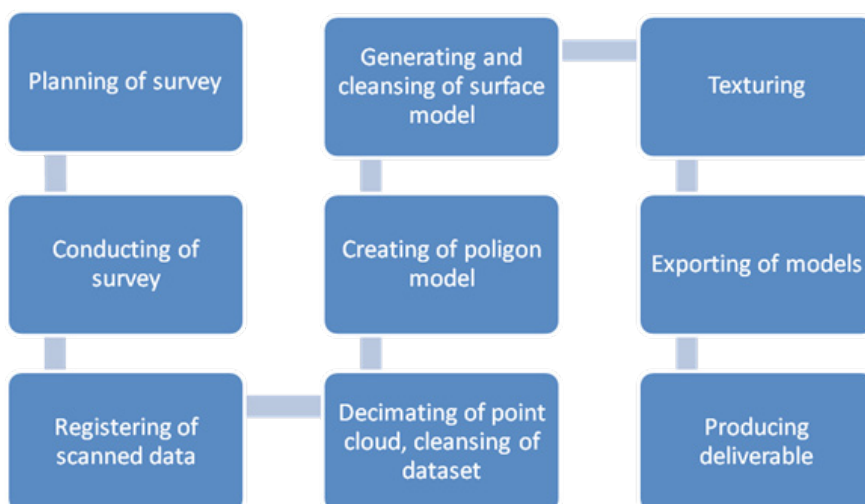 Planning of survey
Conducting of
survey
Registering of
scanned data
Decimating of point
cloud, cleansing of
dataset
Creating of poligon
model
Generating and
cleansing of surface
model
Texturing
Exporting of models
Producing
deliverable